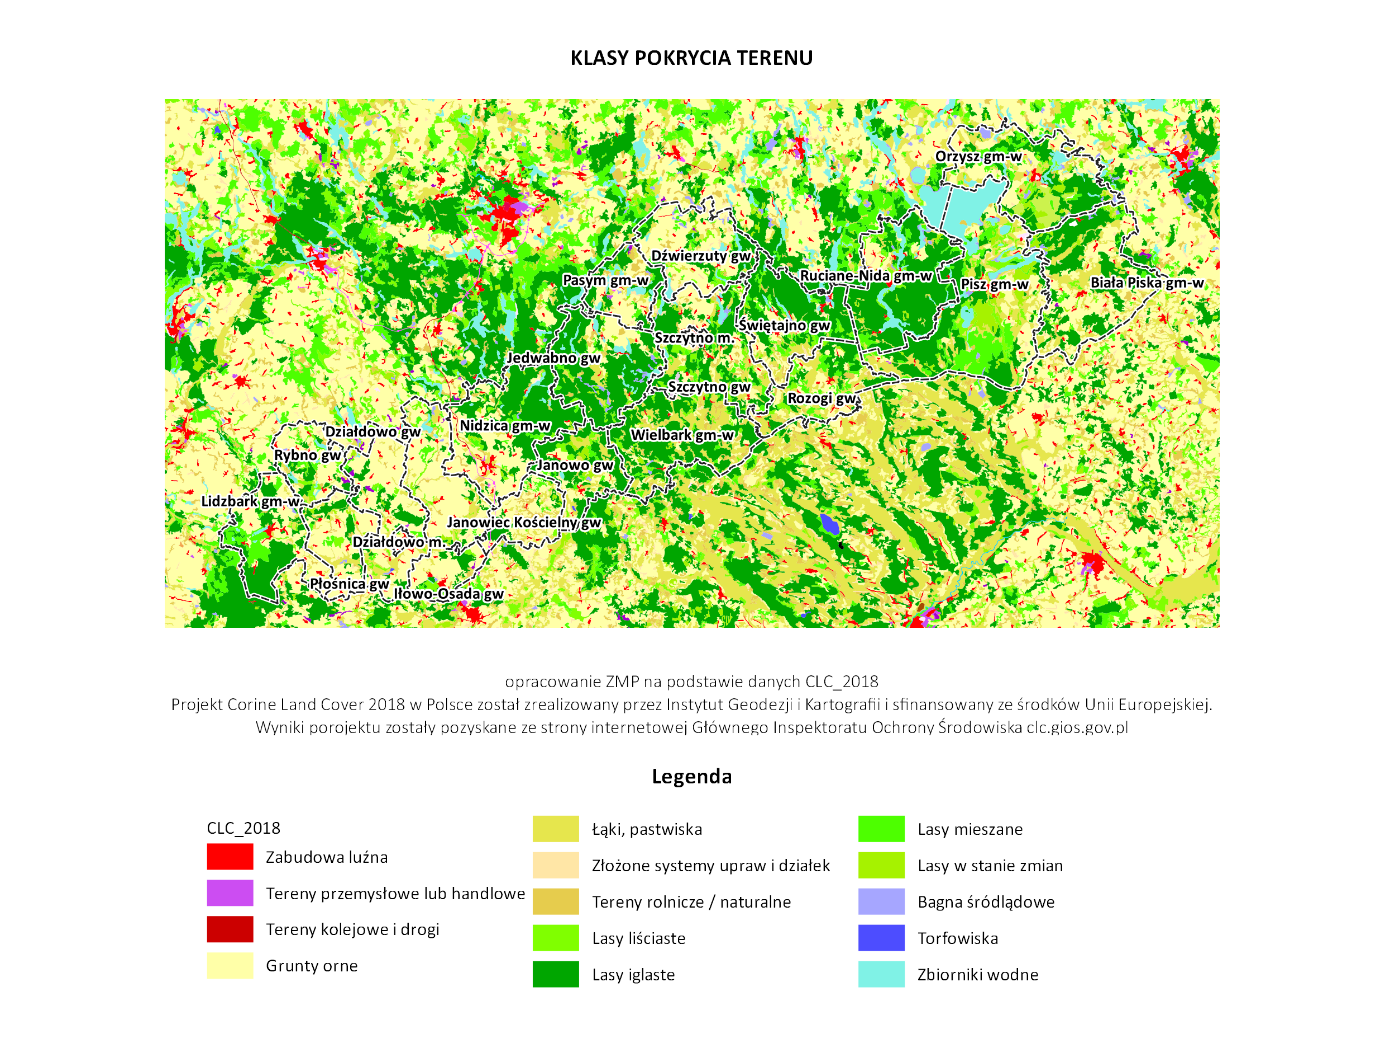 KLASY POKRYCIA TERENU
Orzysz gm-w
Dźwierzuty gw
Pasym gm-w
Ruciane-Nida gm-w
Pisz gm-w
Biała Piska gm-w
Świętajno gw
Szczytno m.
Jedwabno gw
Szczytno gw
Rozogi gw
Nidzica gm-w
Działdowo gw
Wielbark gm-w
Rybno gw
Janowo gw
Lidzbark gm-w
Janowiec Kościelny gw
Działdowo m.
Płośnica gw
Iłowo-Osada gw
opracowanie ZMP na podstawie danych CLC_2018
Projekt Corine Land Cover 2018 w Polsce został zrealizowany przez Instytut Geodezji i Kartografii i sfinansowany ze środków Unii Europejskiej.
Wyniki porojektu zostały pozyskane ze strony internetowej Głównego Inspektoratu Ochrony Środowiska clc.gios.gov.pl
Legenda
CLC_2018
Zabudowa luźna
Tereny przemysłowe lub handlowe
Tereny kolejowe i drogi
Grunty orne
Łąki, pastwiska
Złożone systemy upraw i działek
Tereny rolnicze / naturalne
Lasy liściaste
Lasy iglaste
Lasy mieszane
Lasy w stanie zmian
Bagna śródlądowe
Torfowiska
Zbiorniki wodne